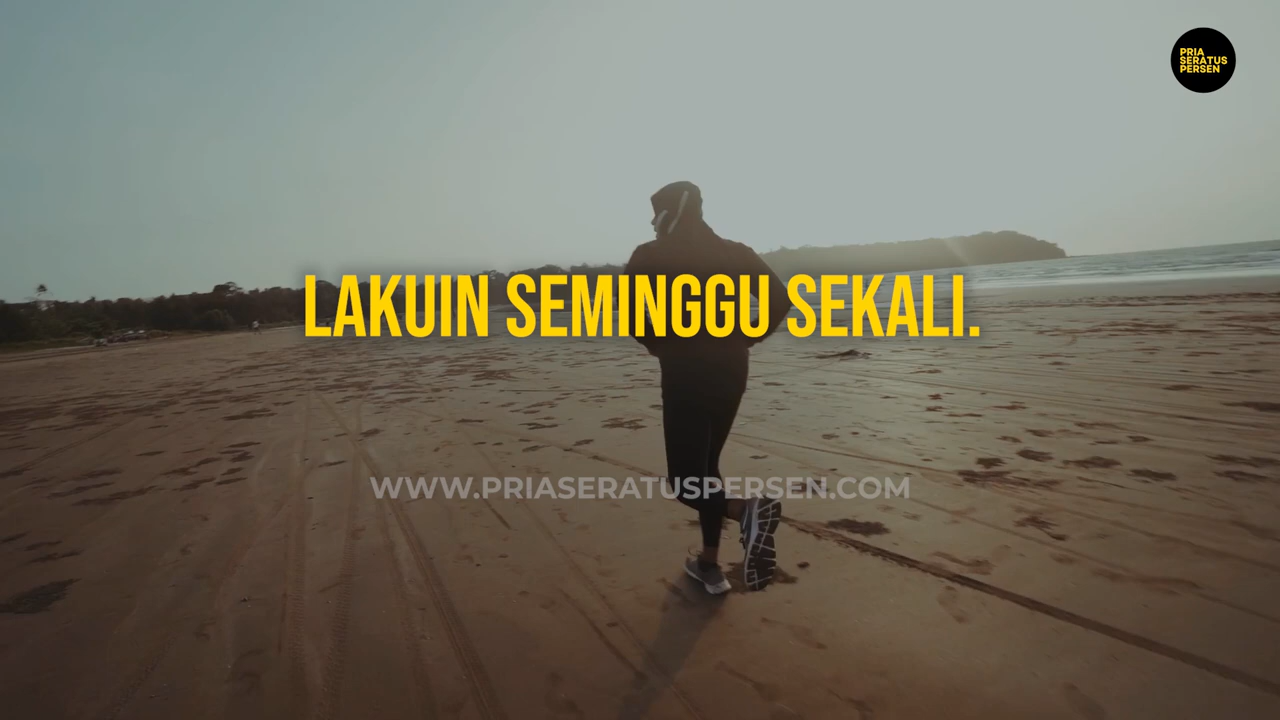 PRIA
SERATUS
PERSEN
LAKUIN SEMINGGU SEKALI.
WWW.PRIASERATUSPERSEN.COM